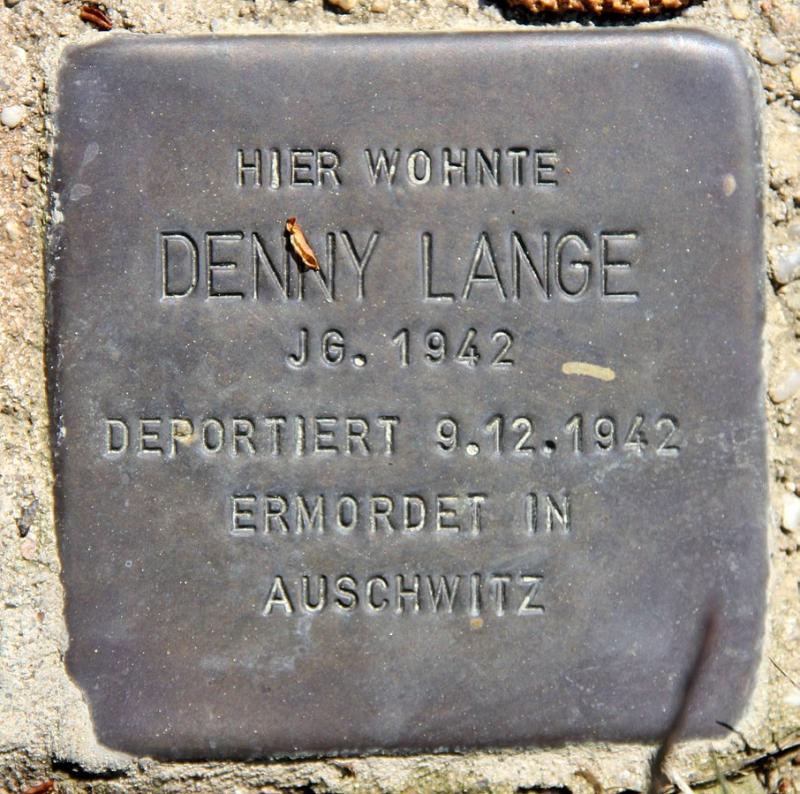 HIER WOHNTE
DENNY LANGE
JG. 1942
DEPORTIERT 9.12.1942
ERMORDET IN
AUSCHWITZ